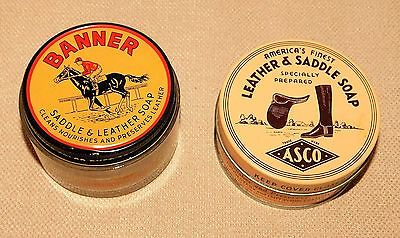 BANNER
SADDLE & LEATHER SOAP
CLEANS NOURISHES AND PRESERVES LEATHER
AMERICA'S FINEST
LEATHER & SADDLE SOAP
SPECIALLY
PREPARED
ASCO
KEEP COVER